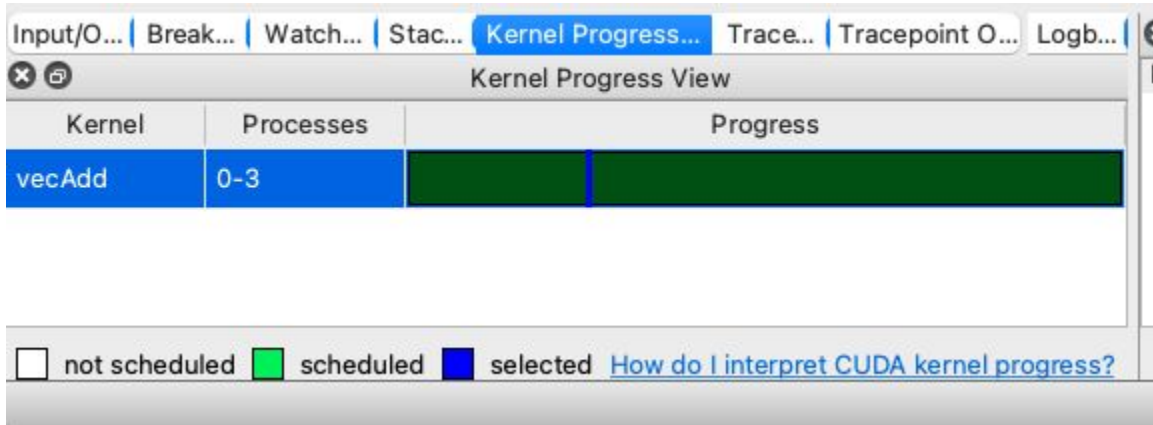 Input/O... Break... Watch... Stac... Kernel Progress... Trace... Tracepoint O... Logb...
Kernel Progress View
Kernel Processes Progress
vecAdd 0-3
not scheduled scheduled selected How do I interpret CUDA kernel progress?